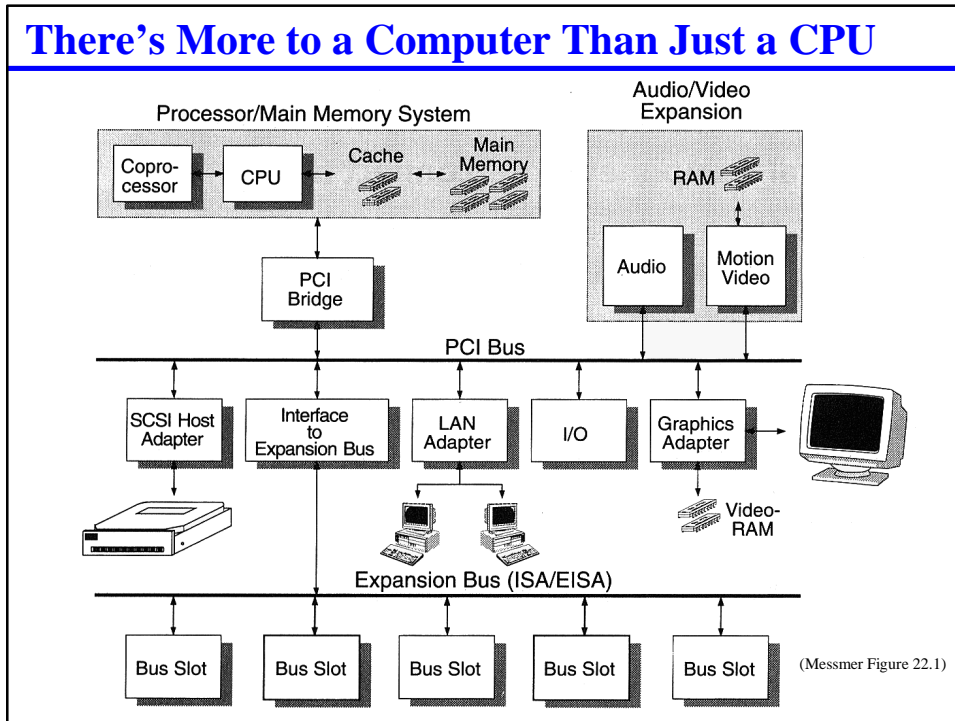 There's More to a Computer Than Just a CPU
Processor/Main Memory System
Copro-
cessor
CPU
Cache
Main
Memory
Audio/Video
Expansion
RAM
Audio
Motion
Video
PCI
Bridge
PCI Bus
SCSI Host
Adapter
Interface
to
Expansion Bus
LAN
Adapter
I/O
Graphics
Adapter
Video-
RAM
Expansion Bus (ISA/EISA)
Bus Slot
Bus Slot
Bus Slot
Bus Slot
Bus Slot
(Messmer Figure 22.1)